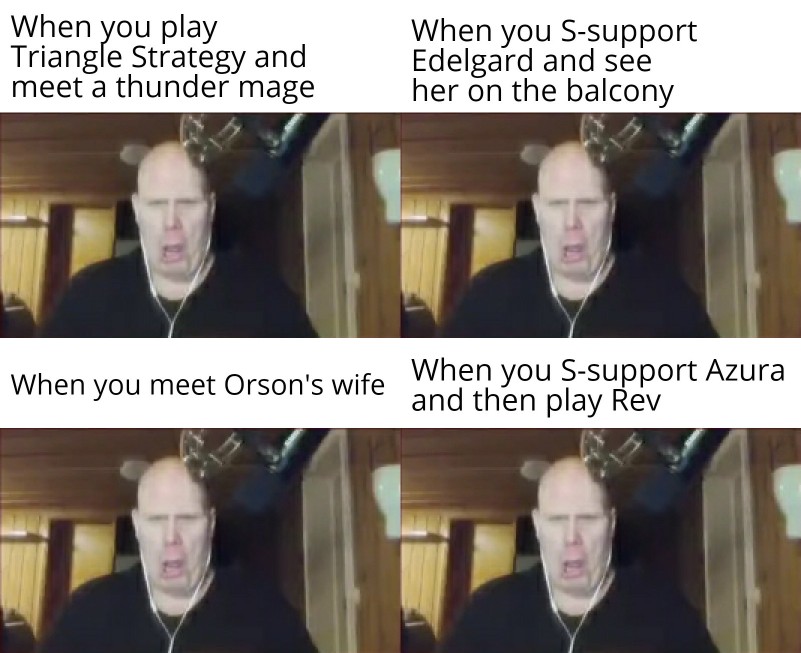 When you play
Triangle Strategy and
meet a thunder mage
When you S-support
Edelgard and see
her on the balcony
When you meet Orson's wife
When you S-support Azura
and then play Rev